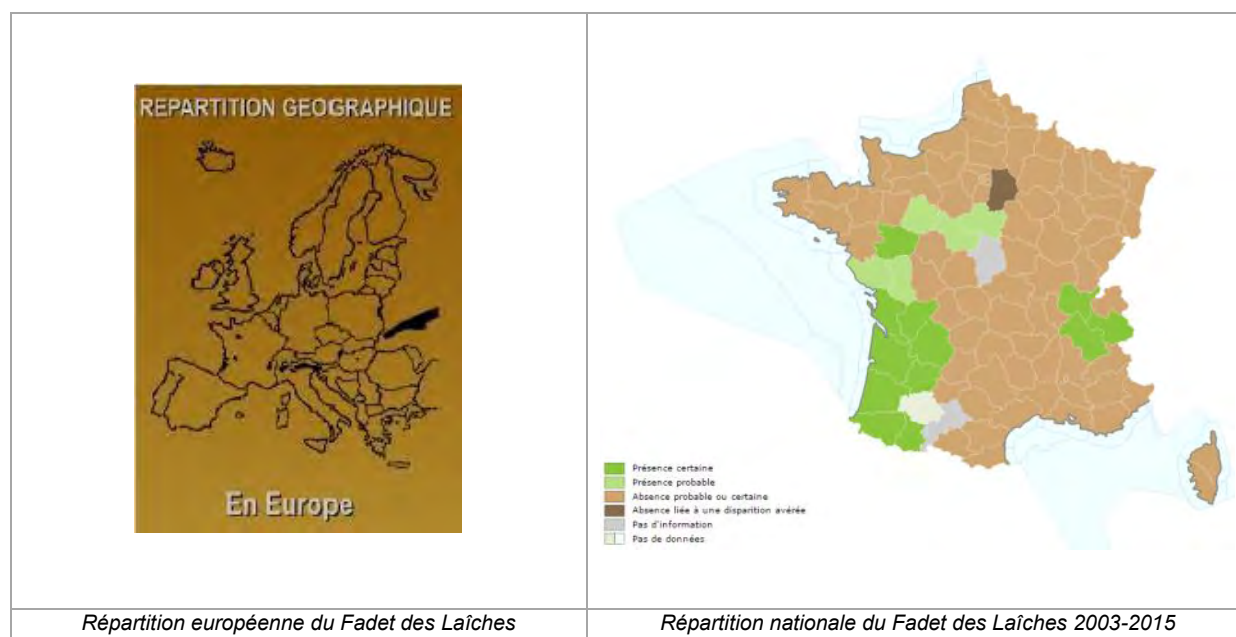 REPARTITION GEOGRAPHIQUE
En Europe
Présence certaine
Présence probable
Absence probable ou certaine
Absence liée à une disparition avérée
Pas d'information
Pas de données
Répartition européenne du Fadet des Laîches
Répartition nationale du Fadet des Laîches 2003-2015